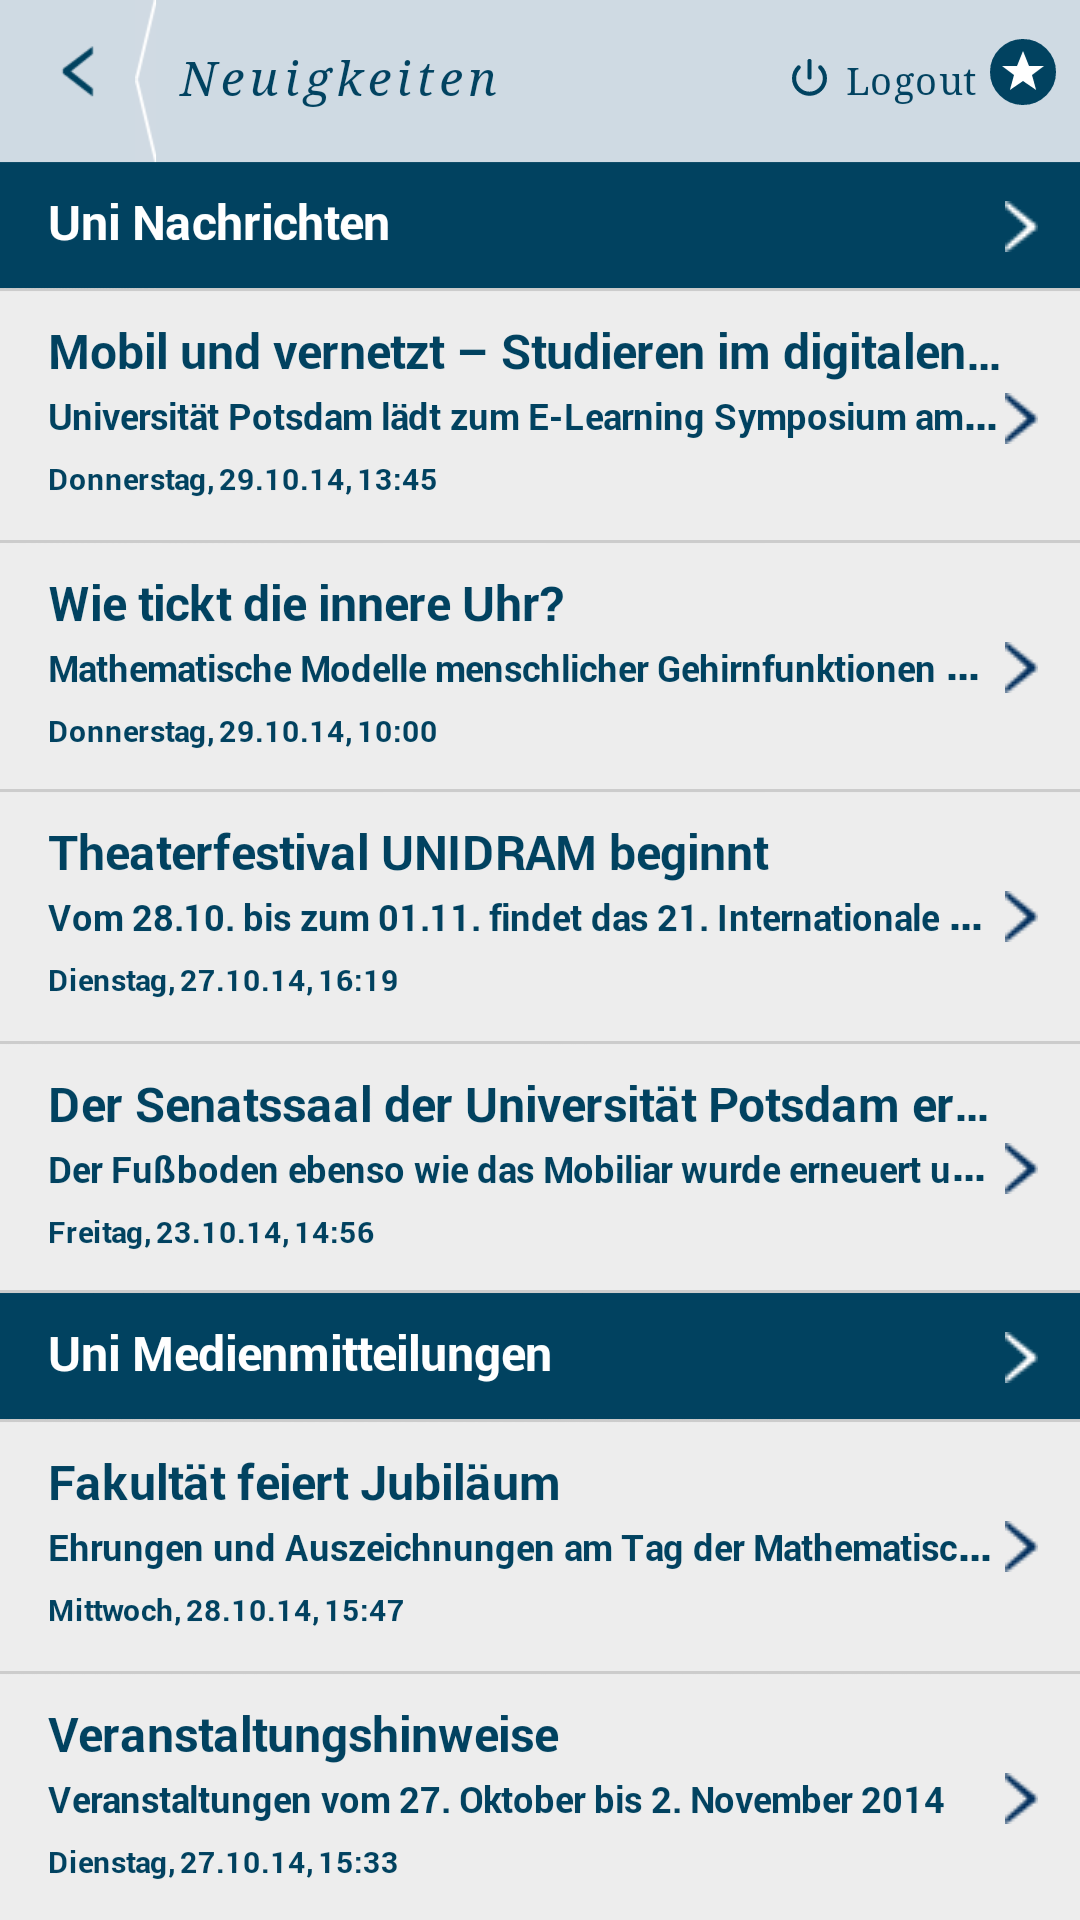 Neuigkeiten Logout
Uni Nachrichten
Mobil und vernetzt – Studieren im digitalen...
Universität Potsdam lädt zum E-Learning Symposium am...
Donnerstag, 29.10.14, 13:45
Wie tickt die innere Uhr?
Mathematische Modelle menschlicher Gehirnfunktionen ...
Donnerstag, 29.10.14, 10:00
Theaterfestival UNIDRAM beginnt
Vom 28.10. bis zum 01.11. findet das 21. Internationale ...
Dienstag, 27.10.14, 16:19
Der Senatssaal der Universität Potsdam er...
Der Fußboden ebenso wie das Mobiliar wurde erneuert u...
Freitag, 23.10.14, 14:56
Uni Medienmitteilungen
Fakultät feiert Jubiläum
Ehrungen und Auszeichnungen am Tag der Mathematisc...
Mittwoch, 28.10.14, 15:47
Veranstaltungshinweise
Veranstaltungen vom 27. Oktober bis 2. November 2014
Dienstag, 27.10.14, 15:33